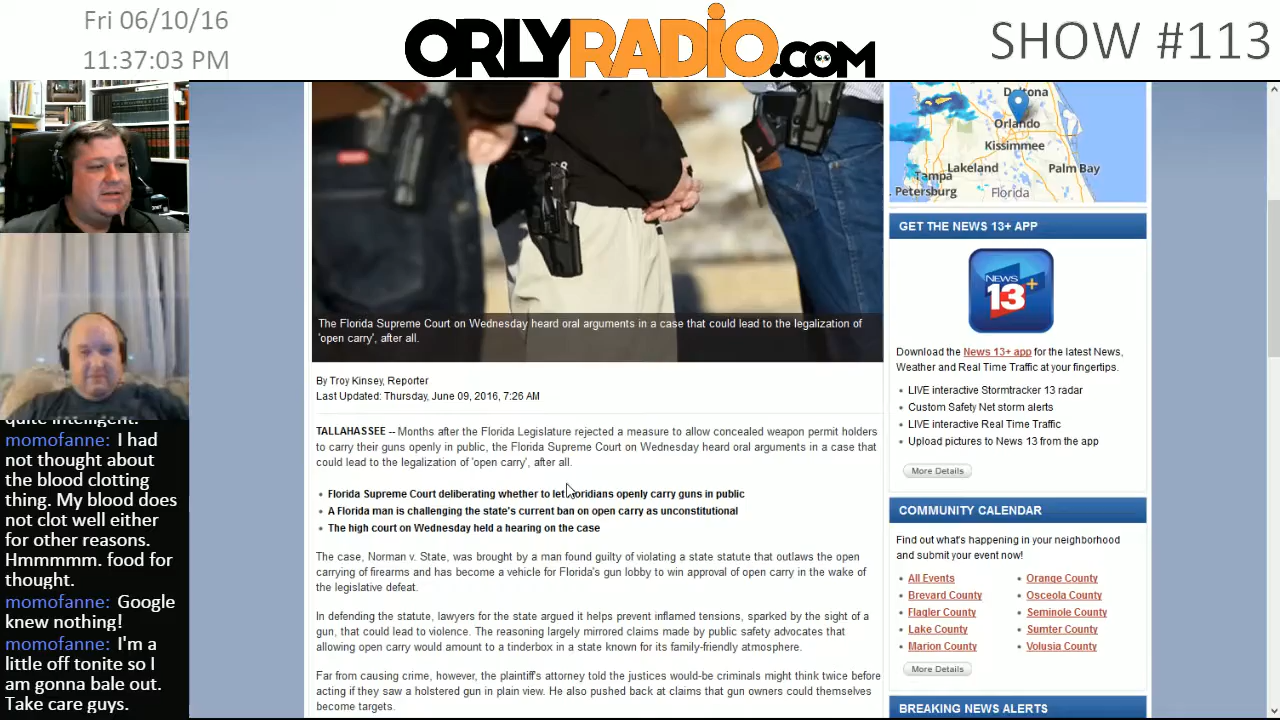 Fri 06/10/16
11:37:03 PM
ORLYRADIO.COM
SHOW #113
quite intelligent.
momofanne: I had
not thought about
the blood clotting
thing. My blood does
not clot well either
for other reasons.
Hmmmmm. food for
thought.
momofanne: Google
knew nothing!
momofanne: I'm a
little off tonite so I
am gonna bale out.
Take care guys.
The Florida Supreme Court on Wednesday heard oral arguments in a case that could lead to the legalization of
'open carry', after all.
By Troy Kinsey, Reporter
Last Updated: Thursday, June 09, 2016, 7:26 AM
TALLAHASSEE -- Months after the Florida Legislature rejected a measure to allow concealed weapon permit holders
to carry their guns openly in public, the Florida Supreme Court on Wednesday heard oral arguments in a case that
could lead to the legalization of 'open carry', after all.
Florida Supreme Court deliberating whether to let oridians openly carry guns in public
A Florida man is challenging the state's current ban on open carry as unconstitutional
The high court on Wednesday held a hearing on the case
The case, Norman v. State, was brought by a man found guilty of violating a state statute that outlaws the open
carrying of firearms and has become a vehicle for Florida's gun lobby to win approval of open carry in the wake of
the legislative defeat.
In defending the statute, lawyers for the state argued it helps prevent inflamed tensions, sparked by the sight of a
gun, that could lead to violence. The reasoning largely mirrored claims made by public safety advocates that
allowing open carry would amount to a tinderbox in a state known for its family-friendly atmosphere.
Far from causing crime, however, the plaintiff's attorney told the justices would-be criminals might think twice before
acting if they saw a holstered gun in plain view. He also pushed back at claims that gun owners could themselves
become targets.
Deltona
Orlando
Kissimmee
Lakeland
Palm Bay
Tampa
Petersburg
Florida
GET THE NEWS 13+ APP
NEWS
13+
Download the News 13+ app for the latest News,
Weather and Real Time Traffic at your fingertips.
LIVE interactive Stormtracker 13 radar
Custom Safety Net storm alerts
LIVE interactive Real Time Traffic
Upload pictures to News 13 from the app
More Details
COMMUNITY CALENDAR
Find out what's happening in your neighborhood
and submit your event now!
All Events
Brevard County
Flagler County
Lake County
Marion County
Orange County
Osceola County
Seminole County
Sumter County
Volusia County
More Details
BREAKING NEWS ALERTS